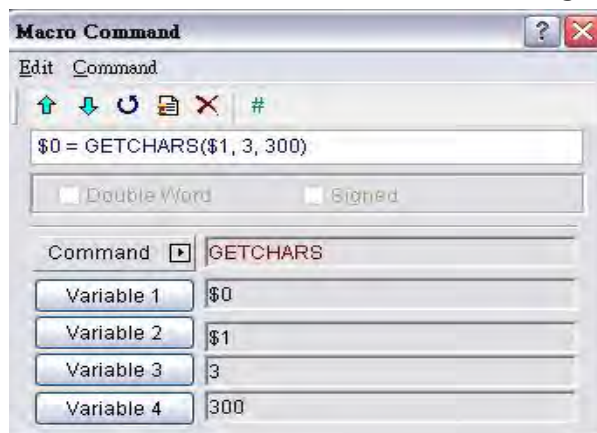 Macro Command
Edit Command
#
$0 = GETCHARS($1, 3, 300)
Double Word Signed
Command GETCHARS
Variable 1 $0
Variable 2 $1
Variable 3 3
Variable 4 300